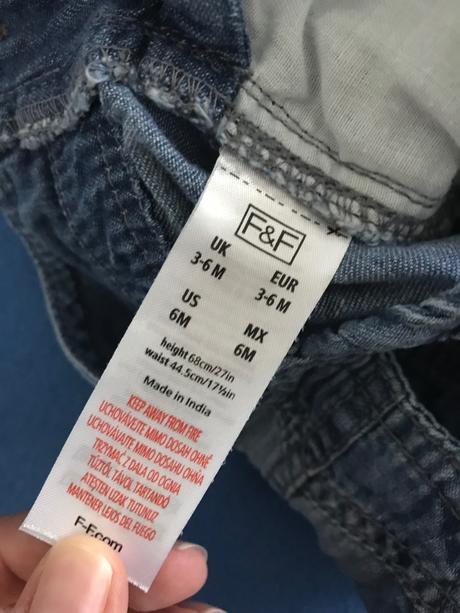 F&F
UK EUR
3-6 M 3-6 M
US MX
6M 6M
height 68cm/27in
waist 44.5cm/17½in
Made in India
KEEP AWAY FROM FIRE
UCHOVÁVEJTE MIMO DOSAH OHNĚ
UCHOVÁVAJTE MIMO DOSAHU OHŇA
TRZYMAĆ Z DALA OD OGNIA
TŰZTŐL TÁVOL TARTANDÓ
ATEŞTEN UZAK TUTUNUZ
MANTENER LEJOS DEL FUEGO
F-F.com